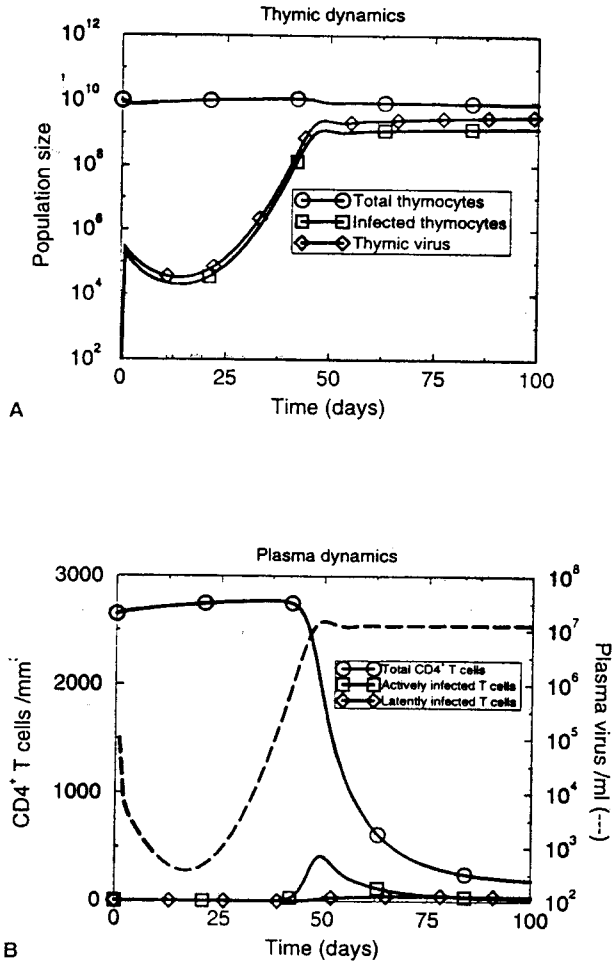 Thymic dynamics
10^12
10^10
10^8
10^6
10^4
10^2
Population size
Total thymocytes
Infected thymocytes
Thymic virus
0 25 50 75 100
Time (days)
A
Plasma dynamics
3000
2000
1000
0
CD4+ T cells /mm
10^8
10^7
10^6
10^5
10^4
10^3
10^2
Plasma virus /ml (---)
Total CD4+ T cells
Actively infected T cells
Latently infected T cells
0 25 50 75 100
Time (days)
B